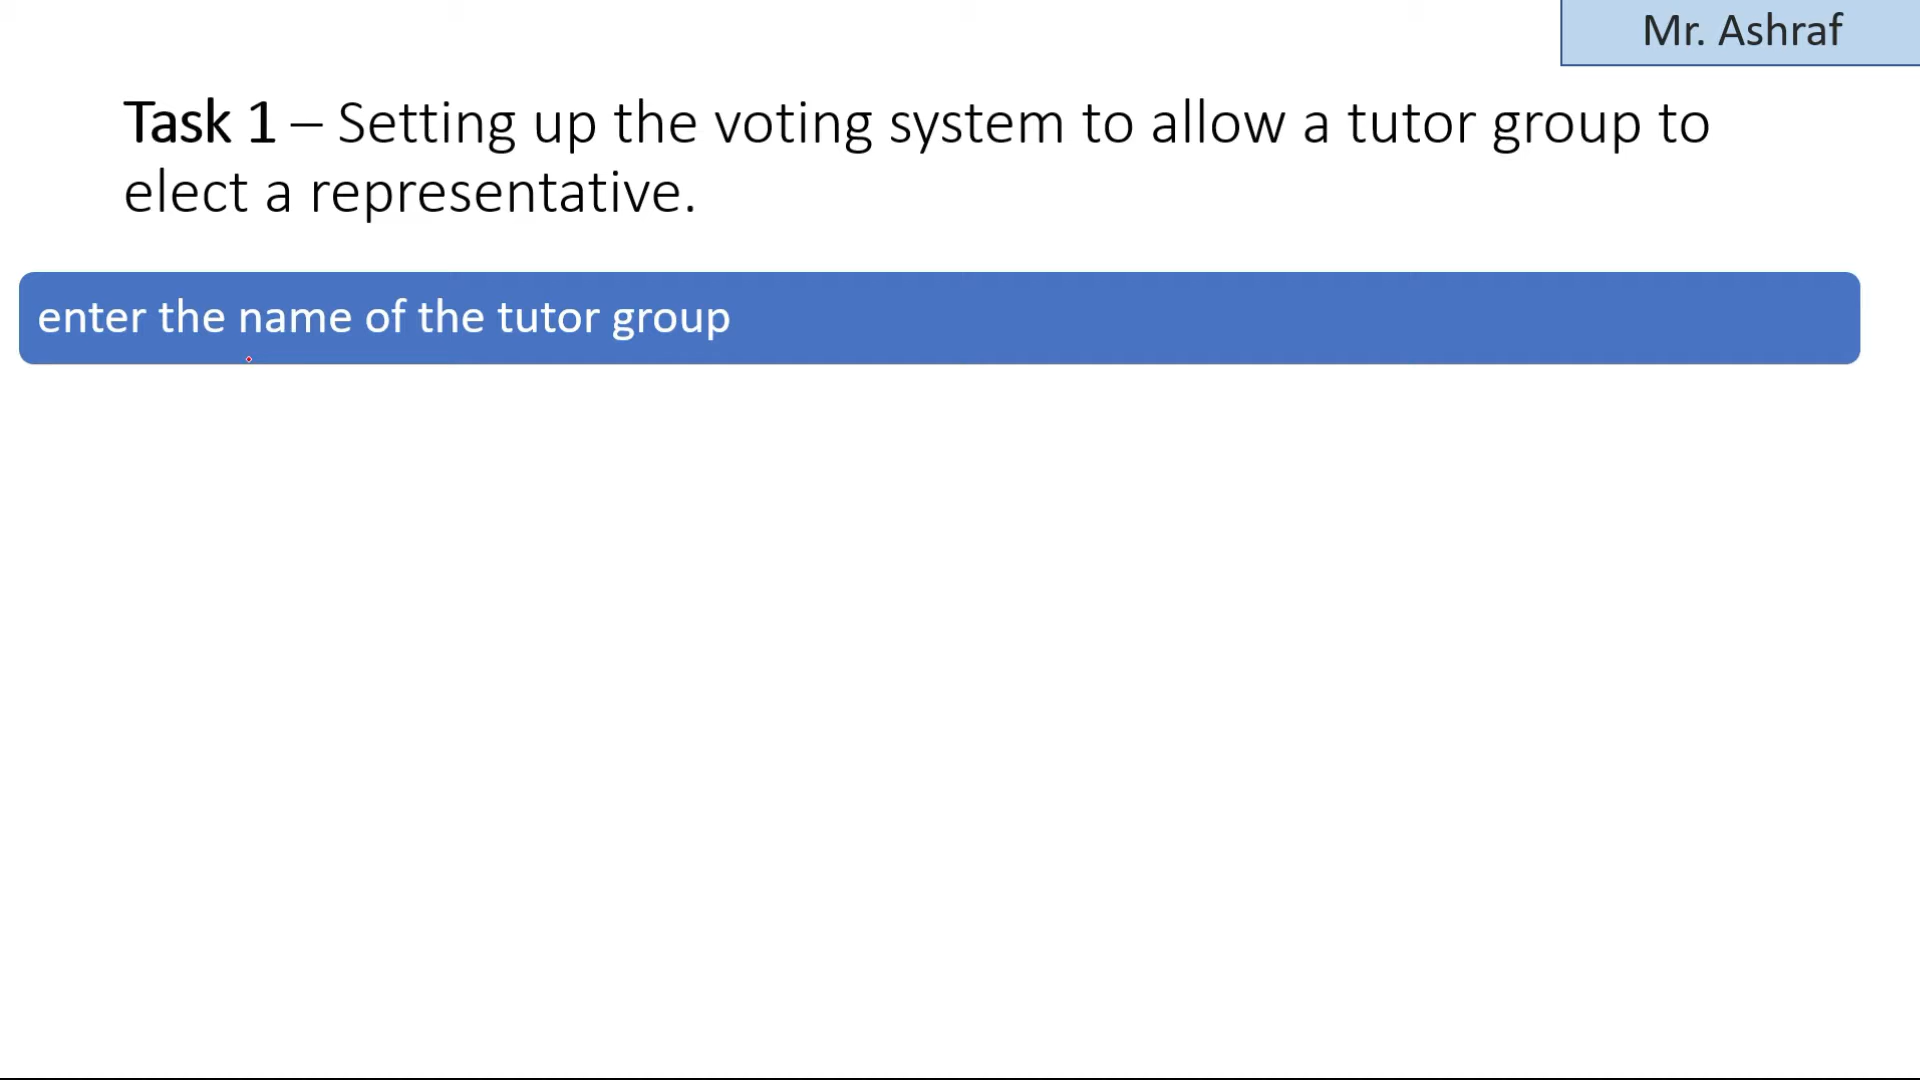 Mr. Ashraf
Task 1 – Setting up the voting system to allow a tutor group to
elect a representative.
enter the name of the tutor group